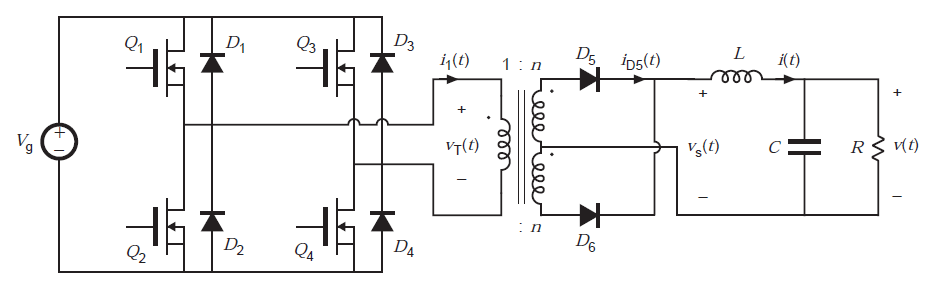 Q1 D1 Q3 D3 i1(t) 1 : n D5 iD5(t) L i(t)
Vg + − + vT(t) − + vs(t) − C R + v(t) −
Q2 D2 Q4 D4 : n D6